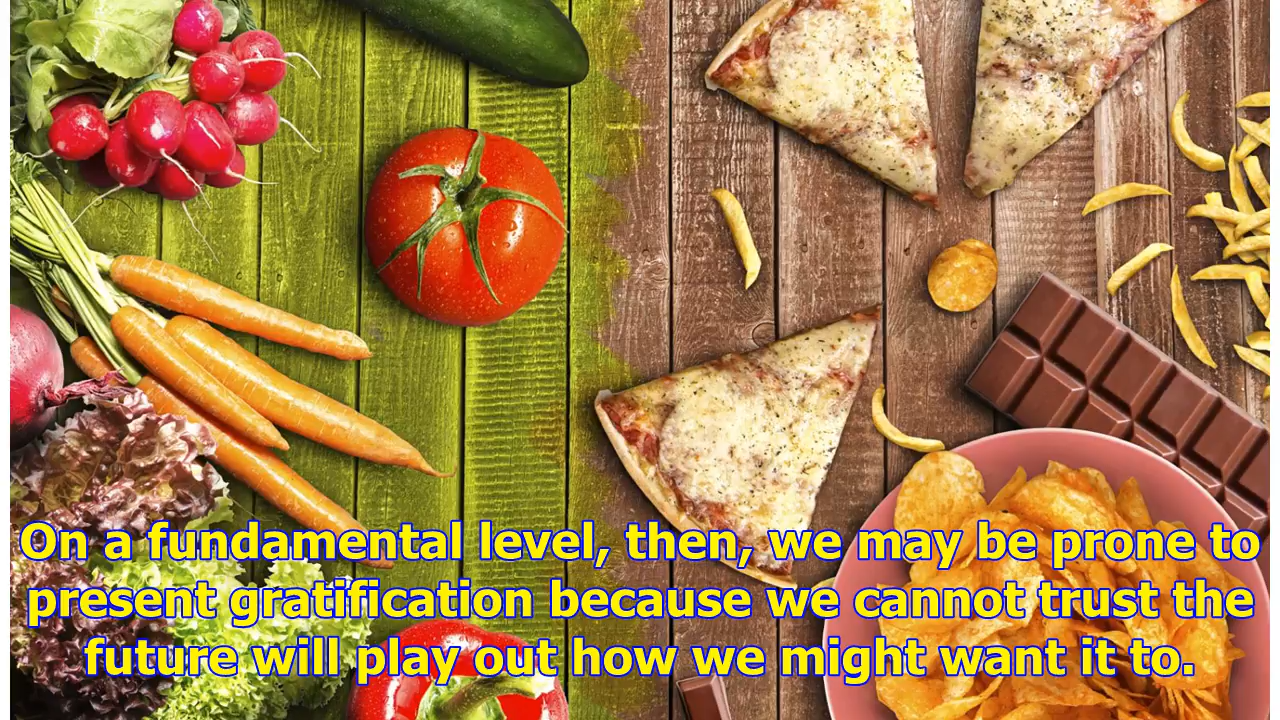 On a fundamental level, then, we may be prone to
present gratification because we cannot trust the
future will play out how we might want it to.